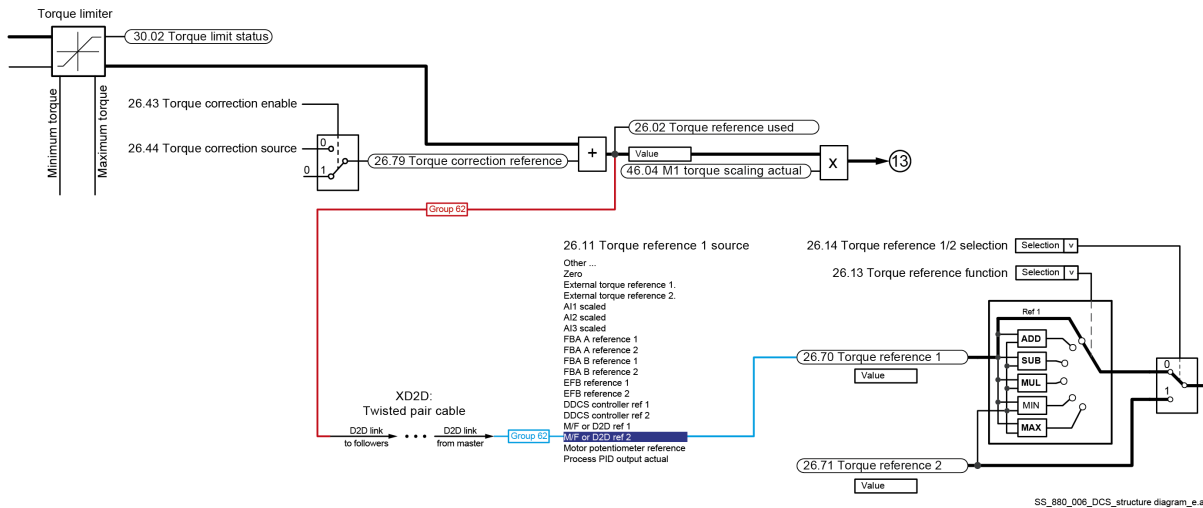 Torque limiter
30.02 Torque limit status
Minimum torque
Maximum torque
26.43 Torque correction enable
26.44 Torque correction source
0
0
1
26.79 Torque correction reference
+
26.02 Torque reference used
Value
46.04 M1 torque scaling actual
x
13
Group 62
26.11 Torque reference 1 source
Other ...
Zero
External torque reference 1.
External torque reference 2.
AI1 scaled
AI2 scaled
AI3 scaled
FBA A reference 1
FBA A reference 2
FBA B reference 1
FBA B reference 2
EFB reference 1
EFB reference 2
DDCS controller ref 1
DDCS controller ref 2
M/F or D2D ref 1
M/F or D2D ref 2
Motor potentiometer reference
Process PID output actual
XD2D:
Twisted pair cable
D2D link
to followers
D2D link
from master
Group 62
26.14 Torque reference 1/2 selection
Selection v
26.13 Torque reference function
Selection v
26.70 Torque reference 1
Value
Ref 1
ADD
SUB
MUL
MIN
MAX
0
1
26.71 Torque reference 2
Value
SS_880_006_DCS_structure diagram_e.a